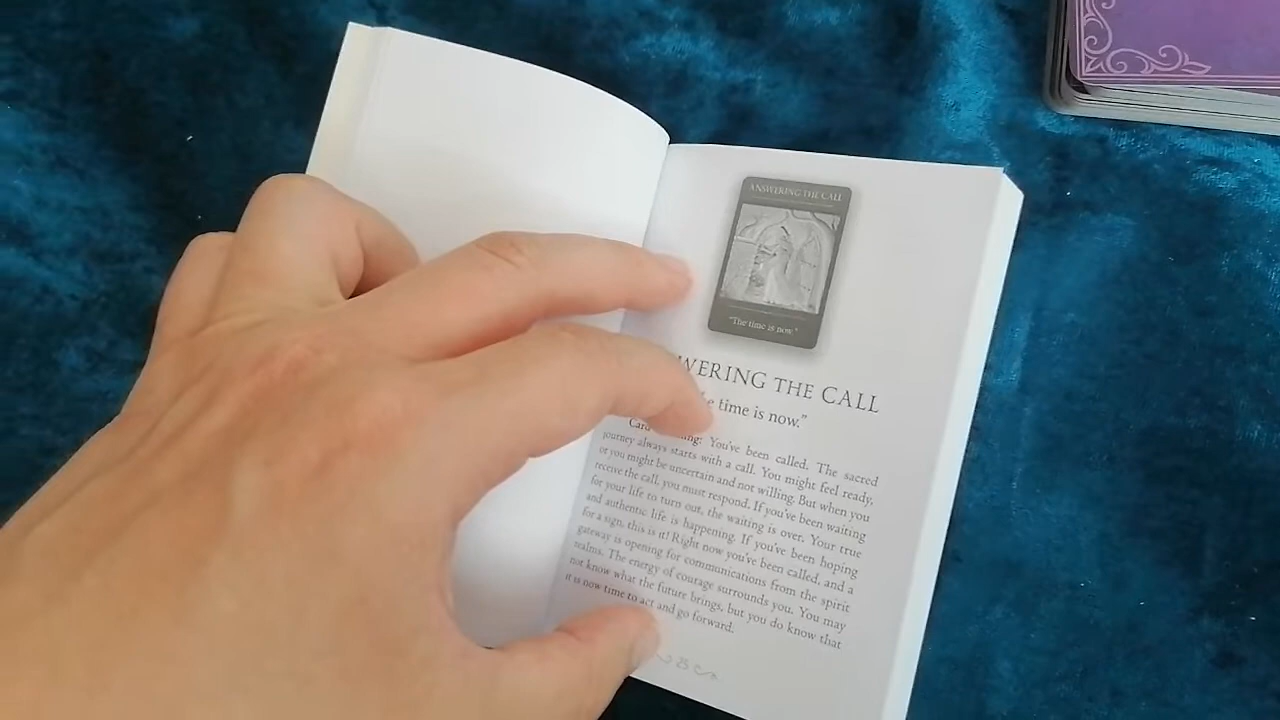 ANSWERING THE CALL
"The time is now."
WERING THE CALL
time is now."
Card You've been called. The sacred
journey always starts with a call. You might feel ready,
or you might be uncertain and not willing. But when you
receive the call, you must respond. If you've been waiting
for your life to turn out, the waiting is over. Your true
and authentic life is happening. If you've been hoping
for a sign, this is it! Right now you've been called, and a
gateway is opening for communications from the spirit
realms. The energy of courage surrounds you. You may
not know what the future brings, but you do know that
it is now time to act and go forward.